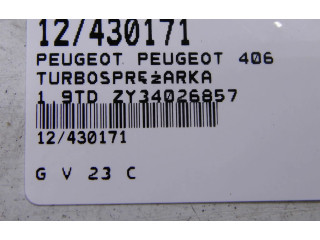 12/430171
PEUGEOT PEUGEOT 406
TURBOSPRĘŻARKA
1.9TD ZY34026857
12/430171
G V 23 C